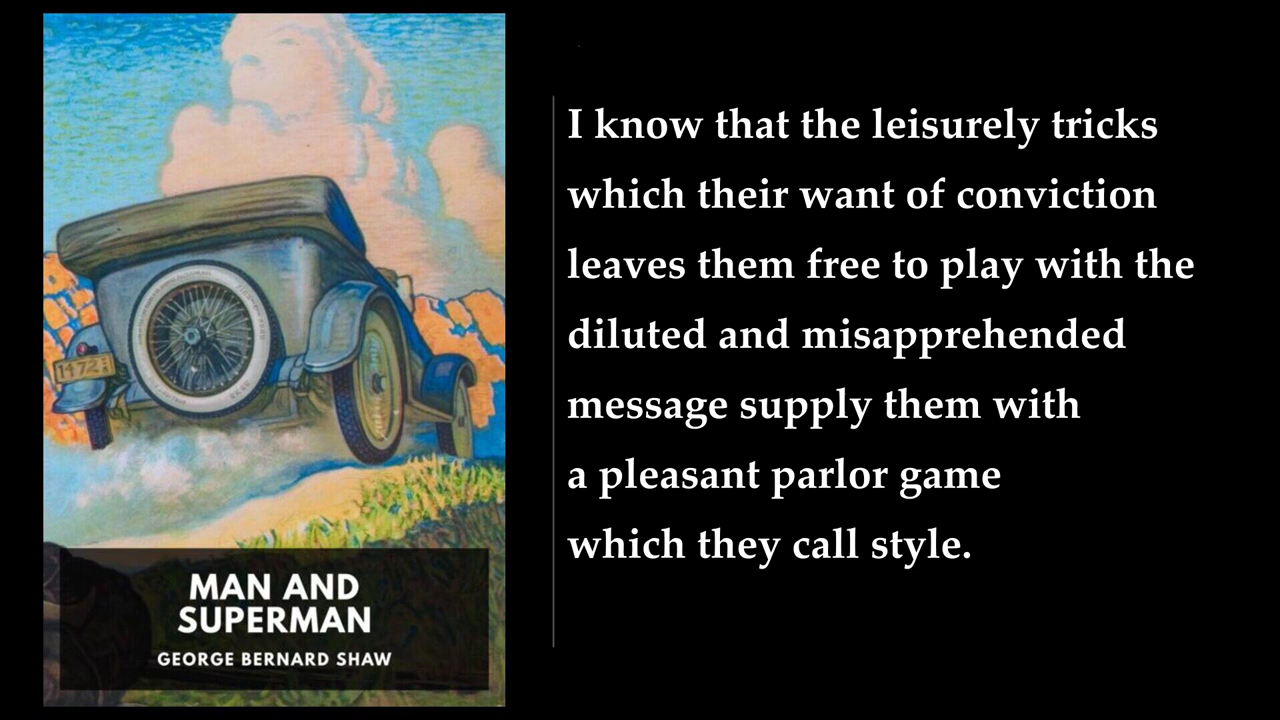 I know that the leisurely tricks
which their want of conviction
leaves them free to play with the
diluted and misapprehended
message supply them with
a pleasant parlor game
which they call style.
1472
MAN AND
SUPERMAN
GEORGE BERNARD SHAW